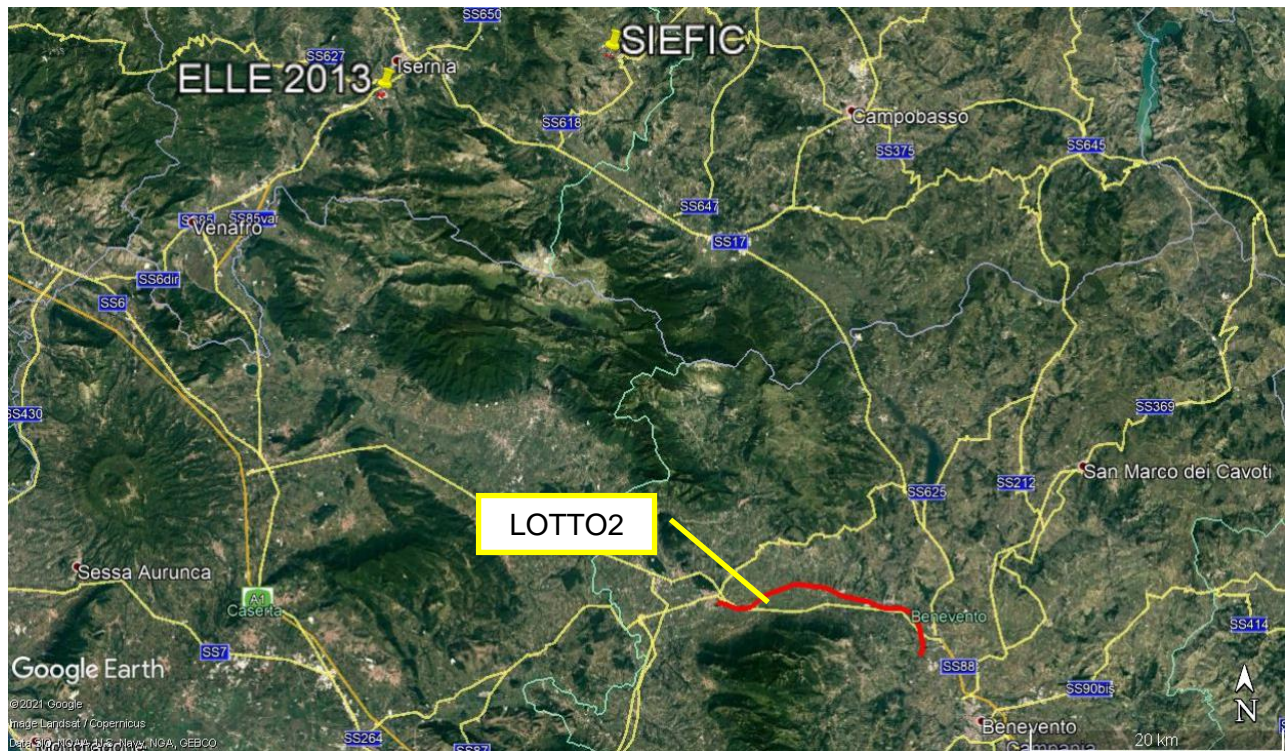 SS650
SIEFIC
SS627
Isernia
ELLE 2013
Campobasso
SS618
SS375
SS645
SS647
SS85
SS85var
Venafro
SS17
SS6dir
SS6
SS369
SS430
San Marco dei Cavoti
SS625
SS212
LOTTO2
Sessa Aurunca
A1
Caserta
Benevento
SS414
SS7
Google Earth
SS88
SS90bis
©2021 Google
Image Landsat / Copernicus
Data SIO, NOAA, U.S. Navy, NGA, GEBCO
SS264
SS87
Benevento
Campania
20 km
N